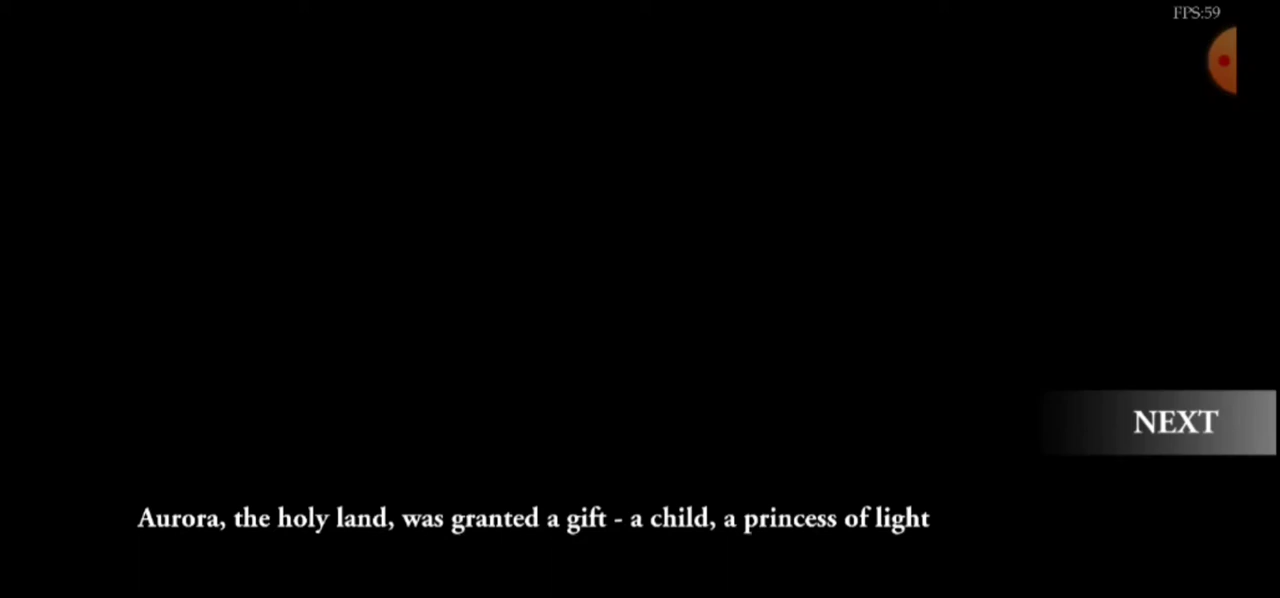 FPS:59
NEXT
Aurora, the holy land, was granted a gift - a child, a princess of light